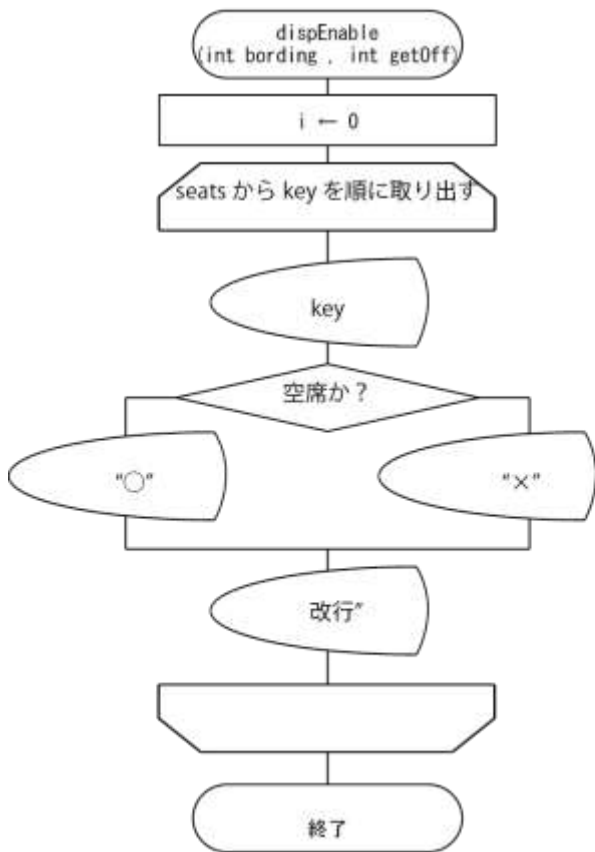 dispEnable
(int bording , int getOff)
i ← 0
seats から key を順に取り出す
key
空席か？
“○”
“×”
改行”
終了